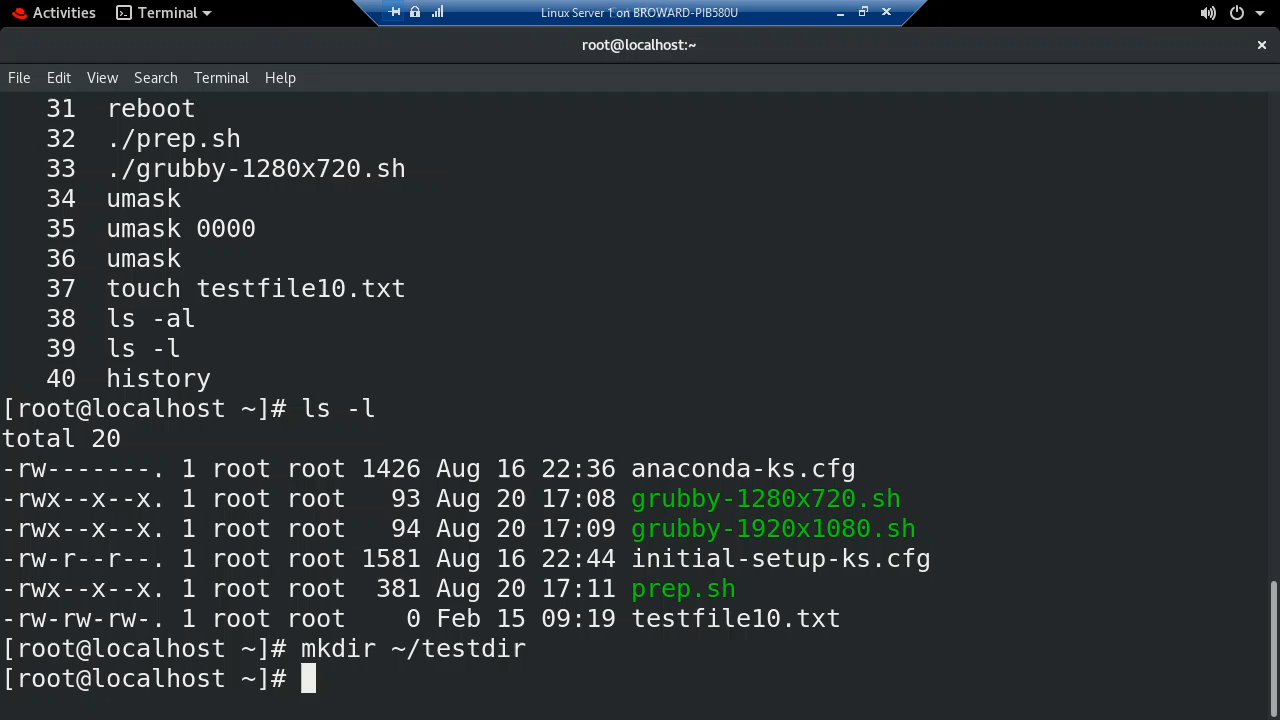 Activities Terminal Linux Server 1 on BROWARD-PIB580U
root@localhost:~
File Edit View Search Terminal Help
31 reboot
32 ./prep.sh
33 ./grubby-1280x720.sh
34 umask
35 umask 0000
36 umask
37 touch testfile10.txt
38 ls -al
39 ls -l
40 history
[root@localhost ~]# ls -l
total 20
-rw-------. 1 root root 1426 Aug 16 22:36 anaconda-ks.cfg
-rwx--x--x. 1 root root 93 Aug 20 17:08 grubby-1280x720.sh
-rwx--x--x. 1 root root 94 Aug 20 17:09 grubby-1920x1080.sh
-rw-r--r--. 1 root root 1581 Aug 16 22:44 initial-setup-ks.cfg
-rwx--x--x. 1 root root 381 Aug 20 17:11 prep.sh
-rw-rw-rw-. 1 root root 0 Feb 15 09:19 testfile10.txt
[root@localhost ~]# mkdir ~/testdir
[root@localhost ~]#